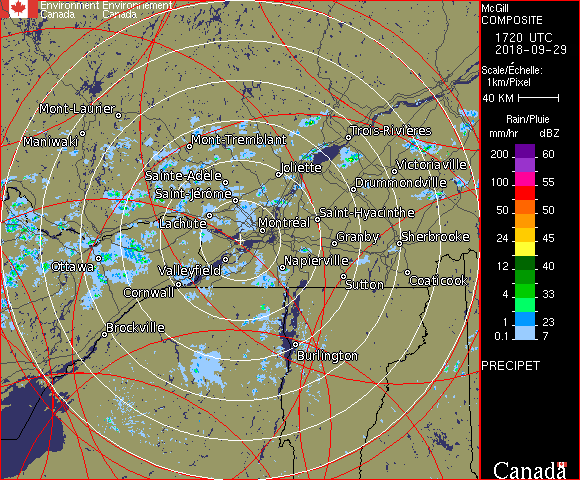 Environment Environnement
Canada Canada
McGill
COMPOSITE
1720 UTC
2018-09-29
Scale/Échelle:
1km/Pixel
40 KM
Rain/Pluie
mm/hr dBZ
200 60
100 55
50 50
24 45
12 40
8 33
4 30
1 23
0.1 7
PRECIPET
Canada
Mont-Laurier
Maniwaki
Mont-Tremblant
Trois-Rivières
Joliette
Victoriaville
Sainte-Adèle
Drummondville
Saint-Jérôme
Saint-Hyacinthe
Lachute
Montréal
Granby
Sherbrooke
Ottawa
Valleyfield
Napierville
Sutton
Coaticook
Cornwall
Brockville
Burlington